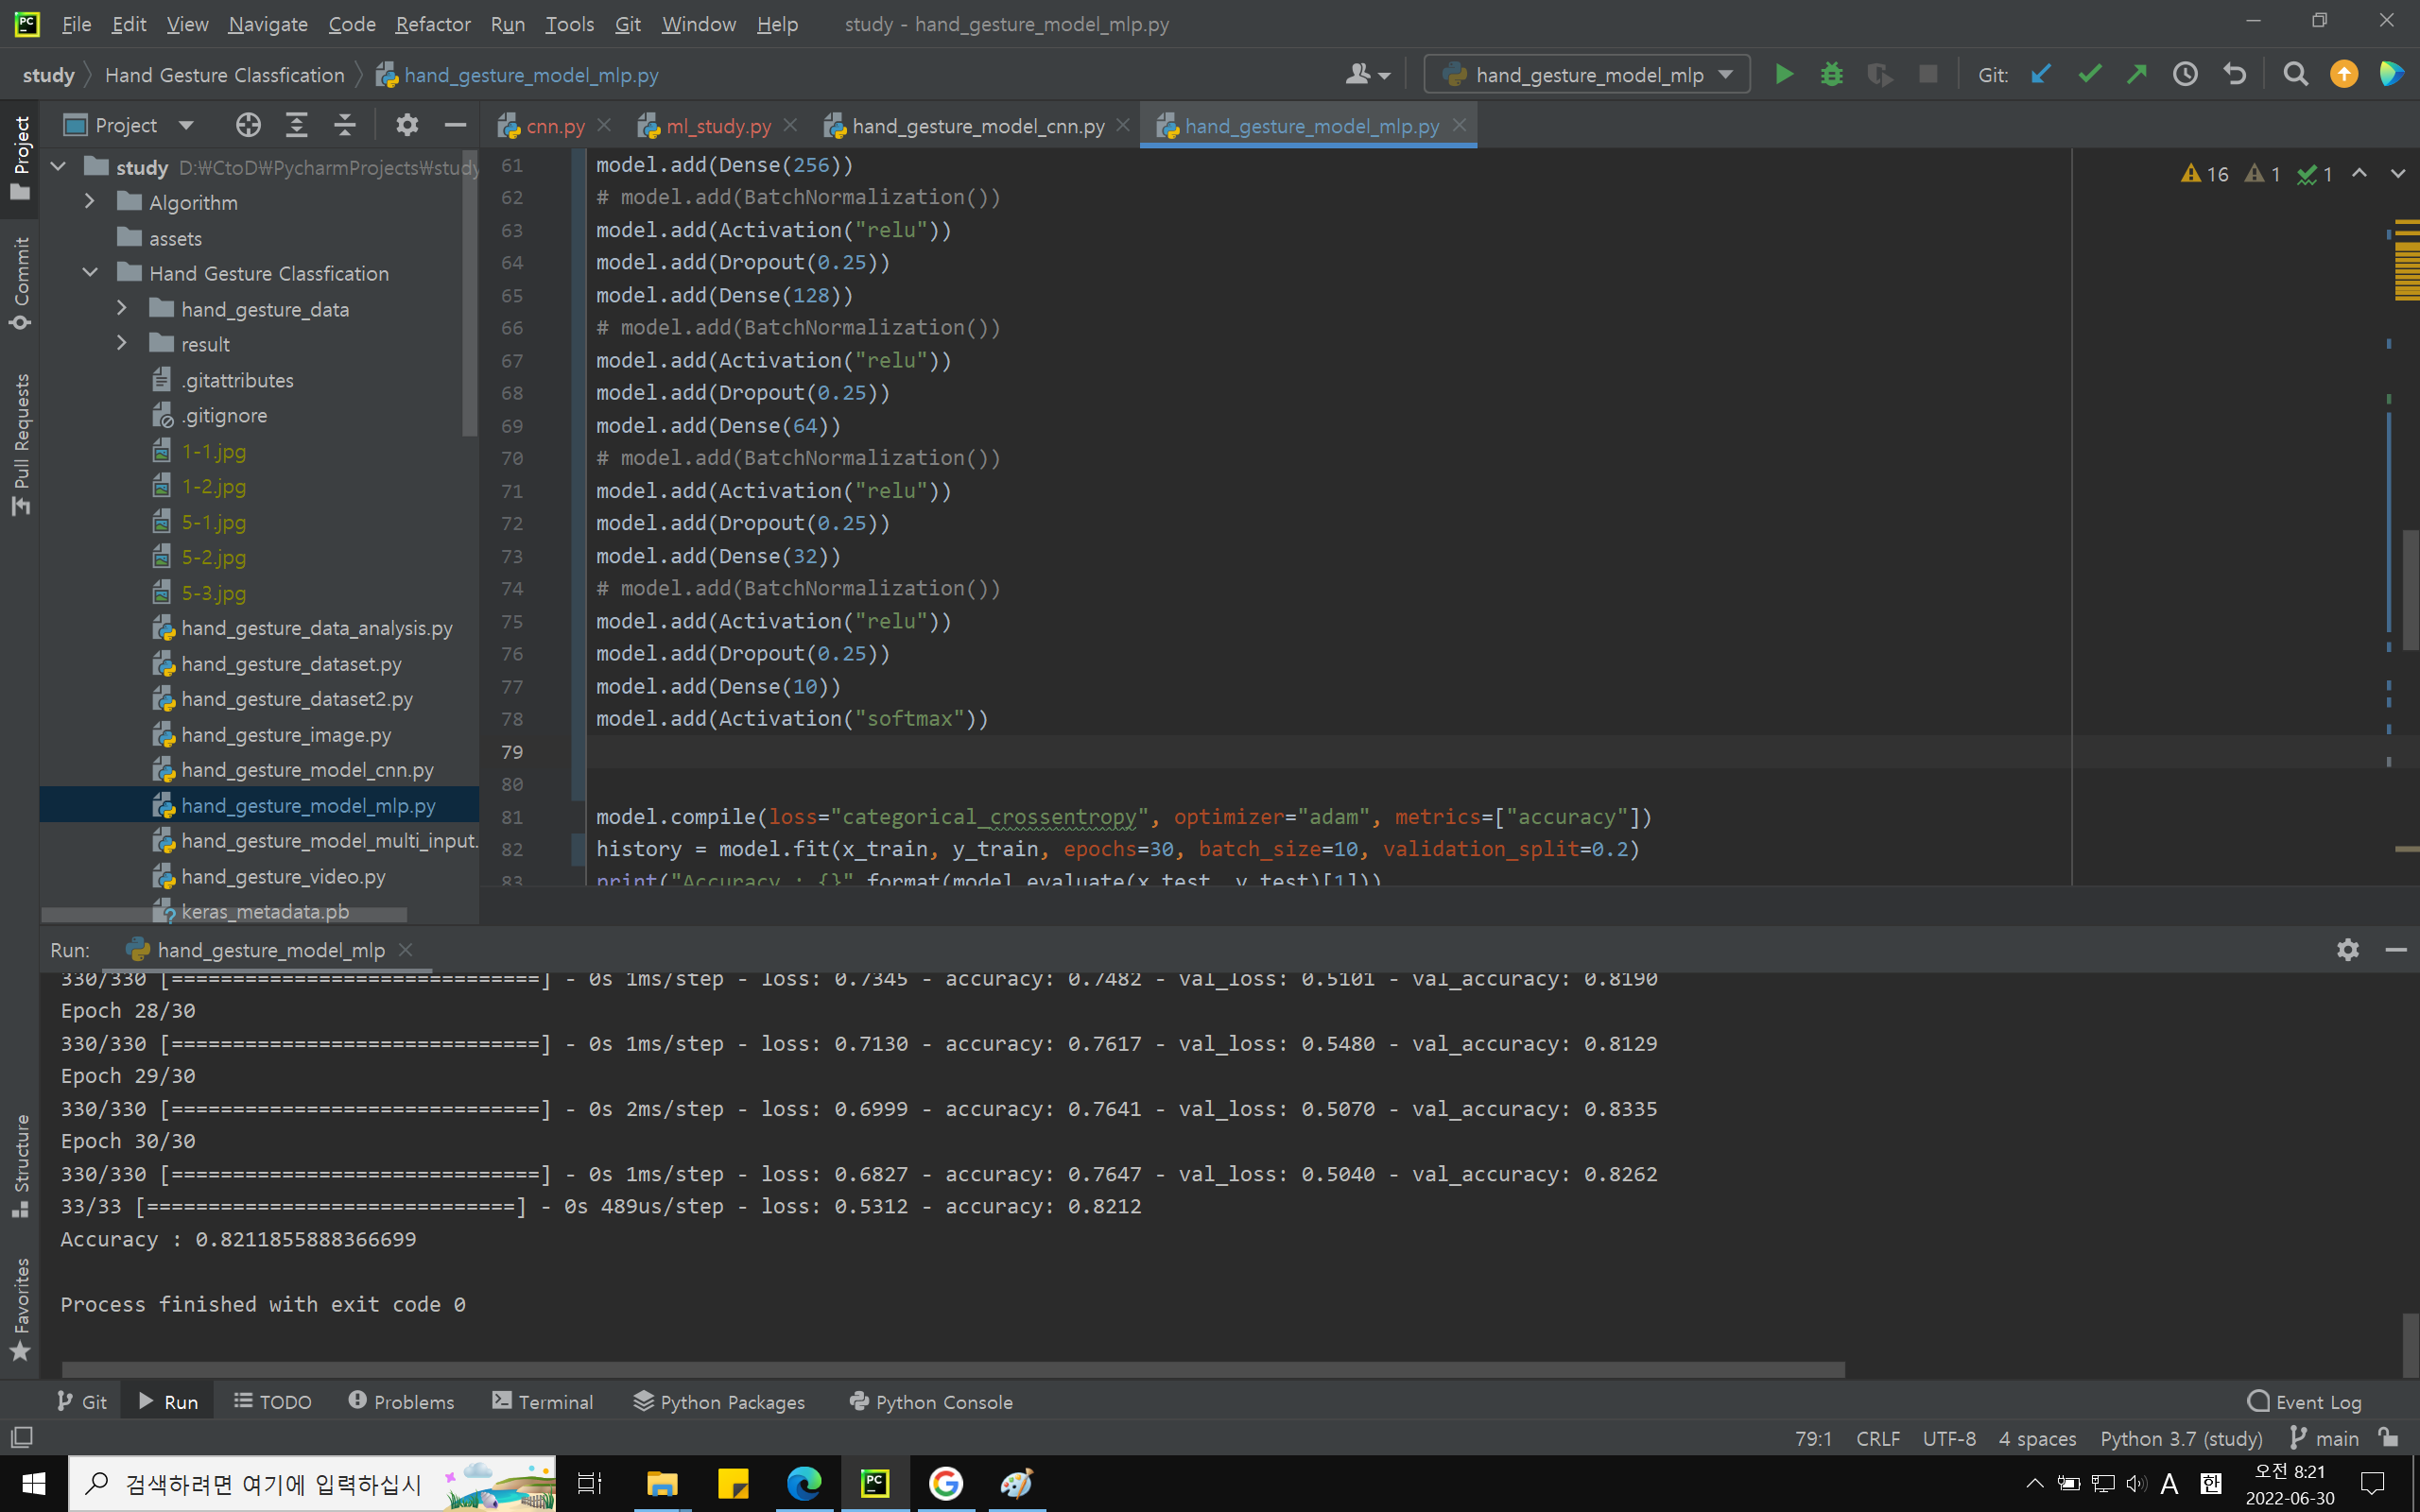 PC File Edit View Navigate Code Refactor Run Tools Git Window Help study - hand_gesture_model_mlp.py
study Hand Gesture Classfication hand_gesture_model_mlp.py hand_gesture_model_mlp Git:
Project cnn.py ml_study.py hand_gesture_model_cnn.py hand_gesture_model_mlp.py
Project
Commit
Pull Requests
Structure
Favorites
study D:₩CtoD₩PycharmProjects₩study
Algorithm
assets
Hand Gesture Classfication
hand_gesture_data
result
.gitattributes
.gitignore
1-1.jpg
1-2.jpg
5-1.jpg
5-2.jpg
5-3.jpg
hand_gesture_data_analysis.py
hand_gesture_dataset.py
hand_gesture_dataset2.py
hand_gesture_image.py
hand_gesture_model_cnn.py
hand_gesture_model_mlp.py
hand_gesture_model_multi_input.
hand_gesture_video.py
keras_metadata.pb
16 1 1
61 model.add(Dense(256))
62 # model.add(BatchNormalization())
63 model.add(Activation("relu"))
64 model.add(Dropout(0.25))
65 model.add(Dense(128))
66 # model.add(BatchNormalization())
67 model.add(Activation("relu"))
68 model.add(Dropout(0.25))
69 model.add(Dense(64))
70 # model.add(BatchNormalization())
71 model.add(Activation("relu"))
72 model.add(Dropout(0.25))
73 model.add(Dense(32))
74 # model.add(BatchNormalization())
75 model.add(Activation("relu"))
76 model.add(Dropout(0.25))
77 model.add(Dense(10))
78 model.add(Activation("softmax"))
79
80
81 model.compile(loss="categorical_crossentropy", optimizer="adam", metrics=["accuracy"])
82 history = model.fit(x_train, y_train, epochs=30, batch_size=10, validation_split=0.2)
83 print("Accuracy : {}".format(model.evaluate(x_test, y_test)[1]))
Run: hand_gesture_model_mlp
330/330 [==============================] - 0s 1ms/step - loss: 0.7345 - accuracy: 0.7482 - val_loss: 0.5101 - val_accuracy: 0.8190
Epoch 28/30
330/330 [==============================] - 0s 1ms/step - loss: 0.7130 - accuracy: 0.7617 - val_loss: 0.5480 - val_accuracy: 0.8129
Epoch 29/30
330/330 [==============================] - 0s 2ms/step - loss: 0.6999 - accuracy: 0.7641 - val_loss: 0.5070 - val_accuracy: 0.8335
Epoch 30/30
330/330 [==============================] - 0s 1ms/step - loss: 0.6827 - accuracy: 0.7647 - val_loss: 0.5040 - val_accuracy: 0.8262
33/33 [==============================] - 0s 489us/step - loss: 0.5312 - accuracy: 0.8212
Accuracy : 0.8211855888366699
Process finished with exit code 0
Git Run TODO Problems Terminal Python Packages Python Console Event Log
79:1 CRLF UTF-8 4 spaces Python 3.7 (study) main
검색하려면 여기에 입력하십시 PC A 한 오전 8:21
2022-06-30